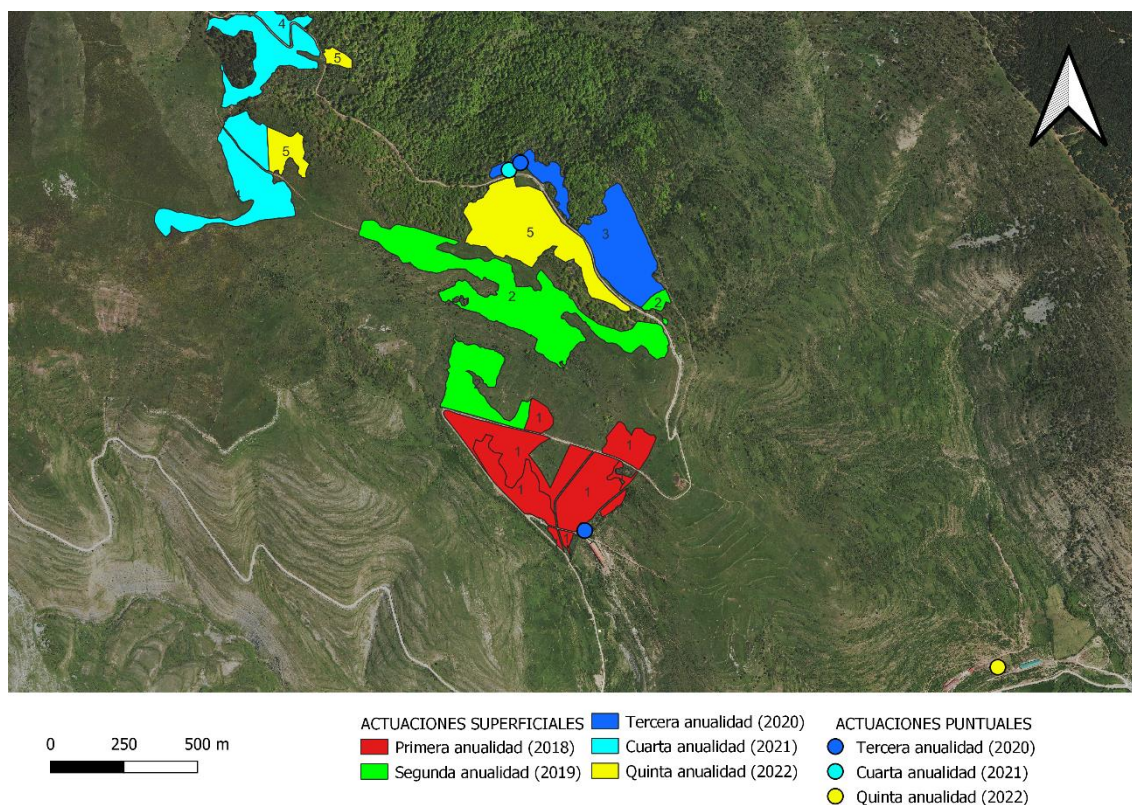 4
5
5
3
5
2
2
1
1
1
1
1
0 250 500 m
ACTUACIONES SUPERFICIALES
Primera anualidad (2018)
Segunda anualidad (2019)
Tercera anualidad (2020)
Cuarta anualidad (2021)
Quinta anualidad (2022)
ACTUACIONES PUNTUALES
Tercera anualidad (2020)
Cuarta anualidad (2021)
Quinta anualidad (2022)